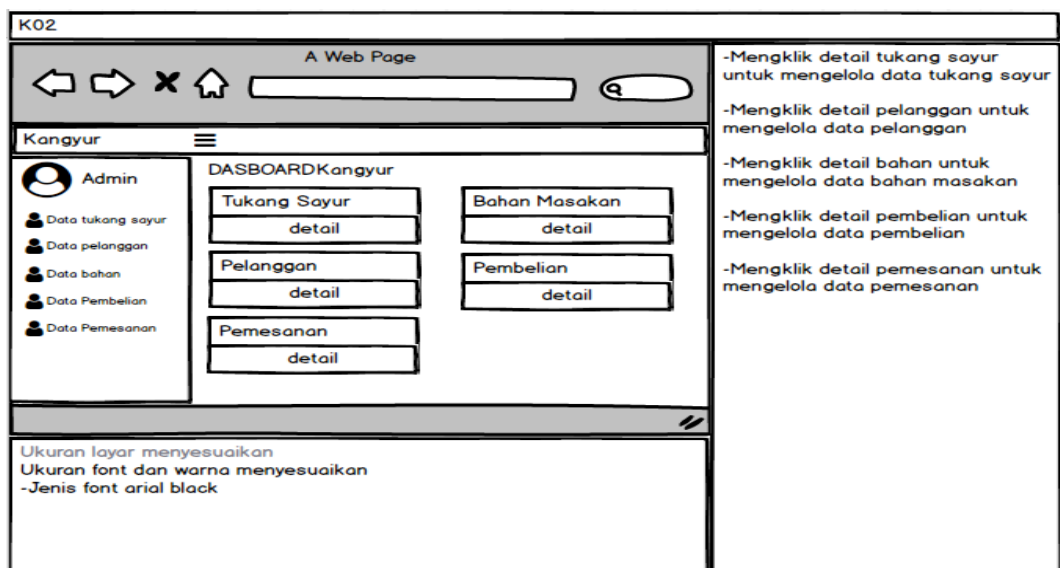 K02
A Web Page
Kangyur
Admin
Data tukang sayur
Data pelanggan
Data bahan
Data Pembelian
Data Pemesanan
DASBOARDKangyur
Tukang Sayur
detail
Bahan Masakan
detail
Pelanggan
detail
Pembelian
detail
Pemesanan
detail
-Mengklik detail tukang sayur
untuk mengelola data tukang sayur
-Mengklik detail pelanggan untuk
mengelola data pelanggan
-Mengklik detail bahan untuk
mengelola data bahan masakan
-Mengklik detail pembelian untuk
mengelola data pembelian
-Mengklik detail pemesanan untuk
mengelola data pemesanan
Ukuran layar menyesuaikan
Ukuran font dan warna menyesuaikan
-Jenis font arial black